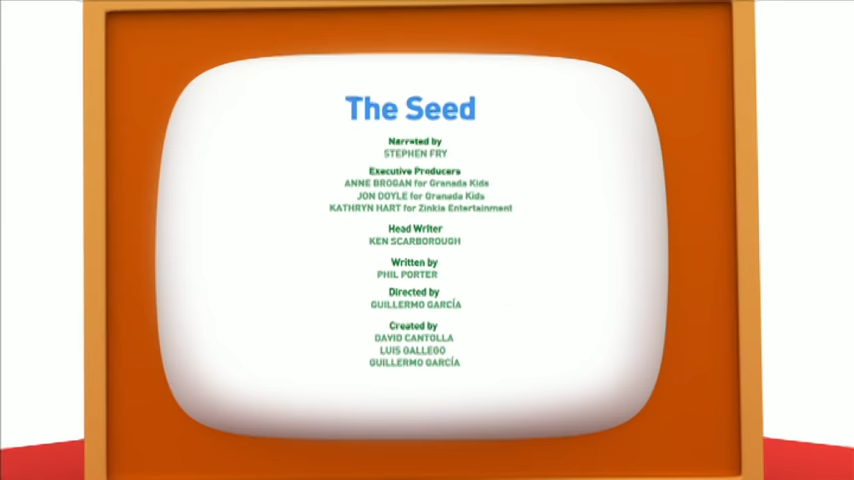 The Seed
Narrated by
STEPHEN FRY
Executive Producers
ANNE BROGAN for Granada Kids
JON DOYLE for Granada Kids
KATHRYN HART for Zinkia Entertainment
Head Writer
KEN SCARBOROUGH
Written by
PHIL PORTER
Directed by
GUILLERMO GARCÍA
Created by
DAVID CANTOLLA
LUIS GALLEGO
GUILLERMO GARCÍA